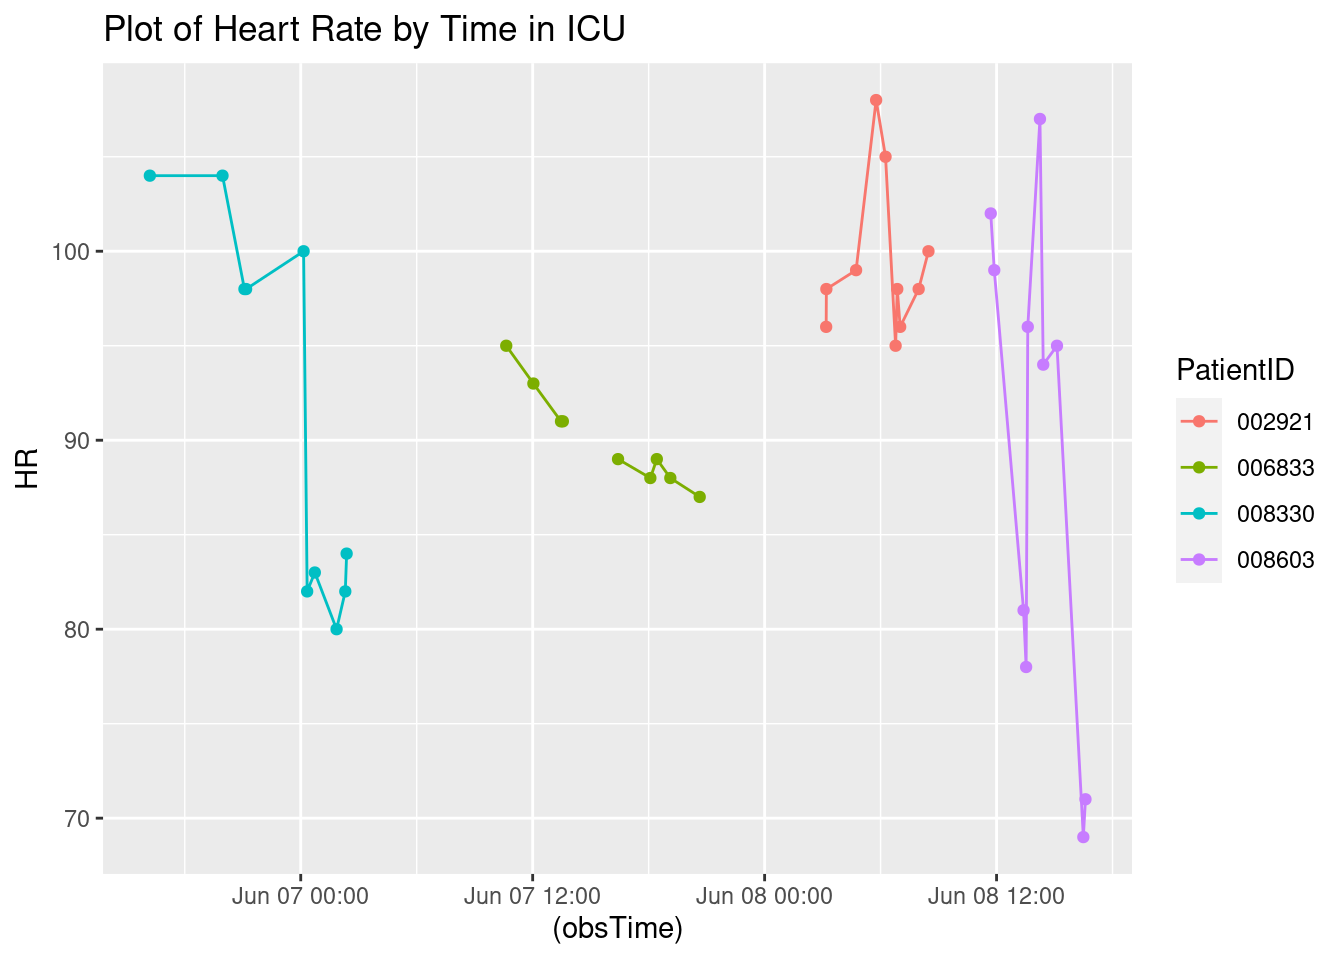 Plot of Heart Rate by Time in ICU
HR
100
90
80
70
Jun 07 00:00 Jun 07 12:00 Jun 08 00:00 Jun 08 12:00
(obsTime)
PatientID
002921
006833
008330
008603